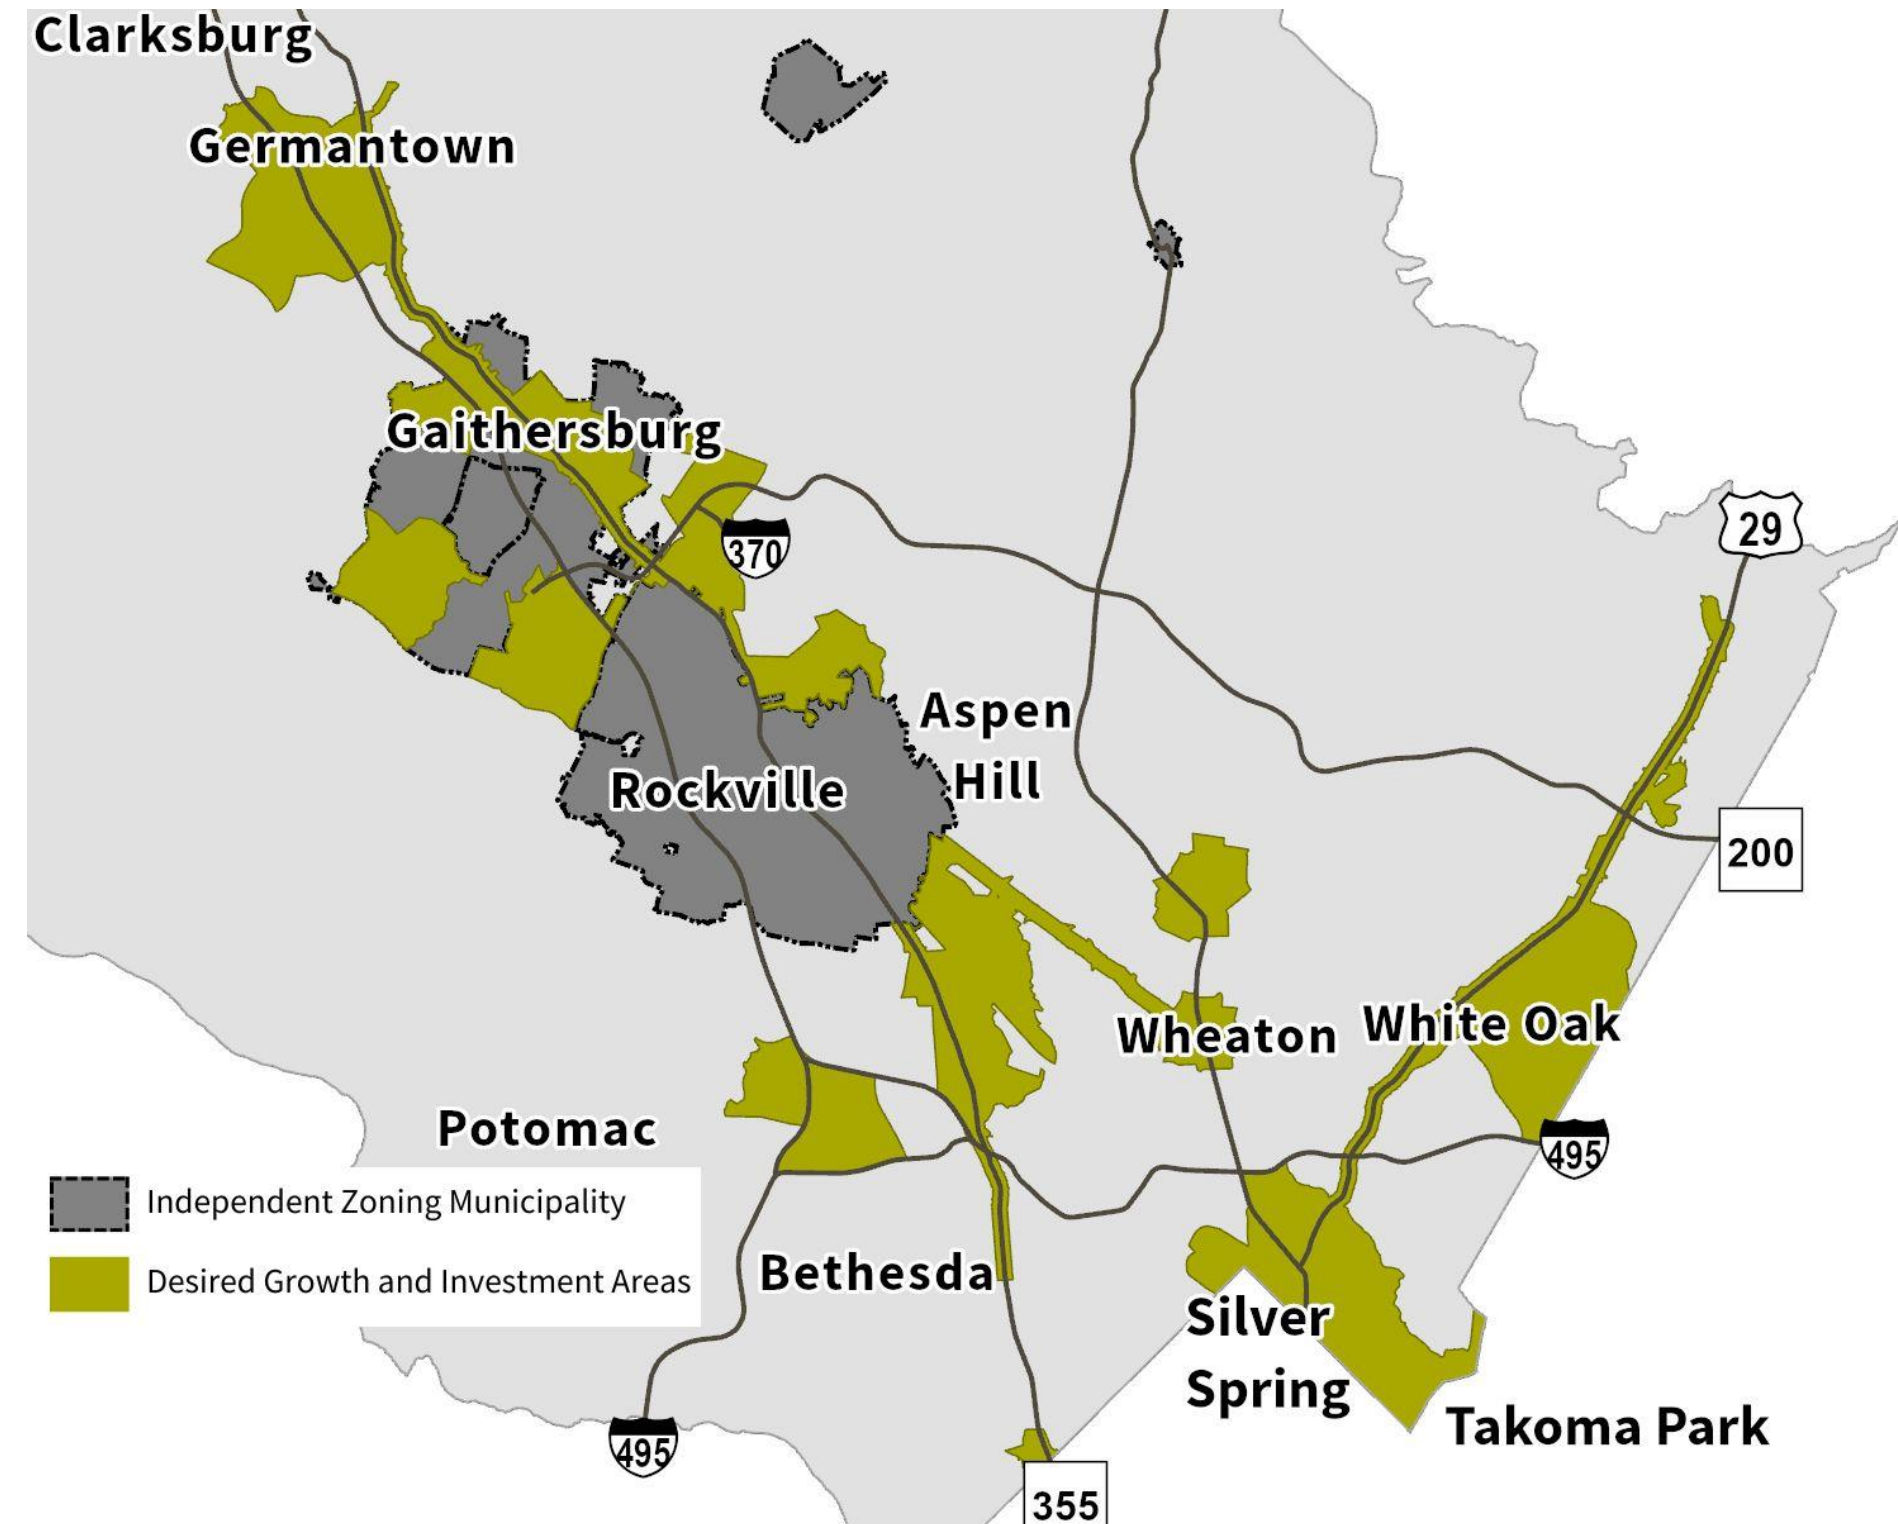 Clarksburg
Germantown
Gaithersburg
29
370
Aspen
Hill
Rockville
200
Wheaton
White Oak
Potomac
495
Independent Zoning Municipality
Desired Growth and Investment Areas
Bethesda
Silver
Spring
Takoma Park
495
355